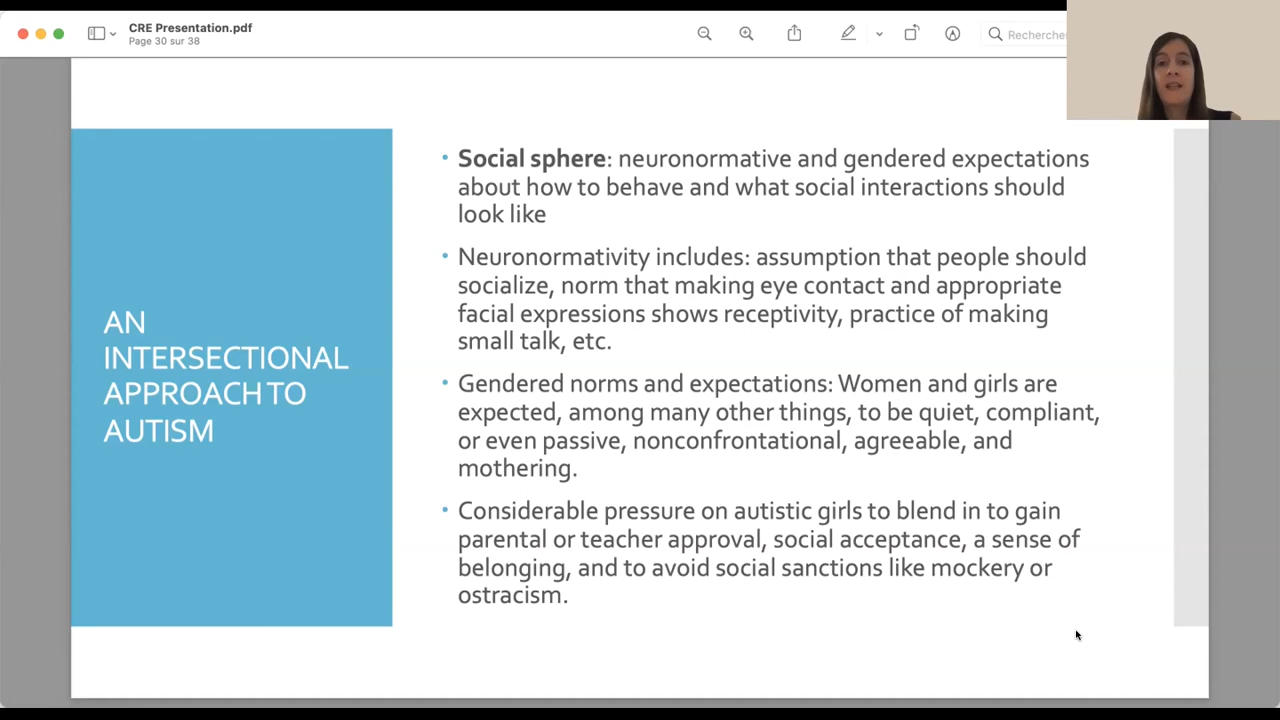 CRE Presentation.pdf
Page 30 sur 38
Recherche
AN
INTERSECTIONAL
APPROACH TO
AUTISM
• Social sphere: neuronormative and gendered expectations
about how to behave and what social interactions should
look like
• Neuronormativity includes: assumption that people should
socialize, norm that making eye contact and appropriate
facial expressions shows receptivity, practice of making
small talk, etc.
• Gendered norms and expectations: Women and girls are
expected, among many other things, to be quiet, compliant,
or even passive, nonconfrontational, agreeable, and
mothering.
• Considerable pressure on autistic girls to blend in to gain
parental or teacher approval, social acceptance, a sense of
belonging, and to avoid social sanctions like mockery or
ostracism.